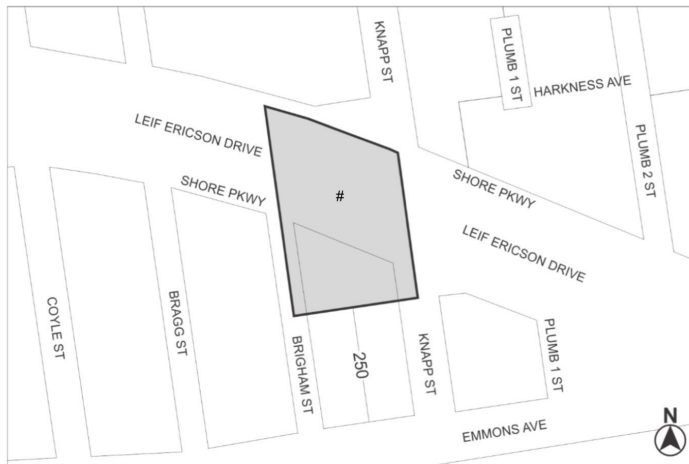 KNAPP ST
PLUMB 1 ST
HARKNESS AVE
LEIF ERICSON DRIVE
PLUMB 2 ST
SHORE PKWY
SHORE PKWY
#
LEIF ERICSON DRIVE
COYLE ST
BRAGG ST
BRIGHAM ST
250
KNAPP ST
PLUMB 1 ST
EMMONS AVE
N